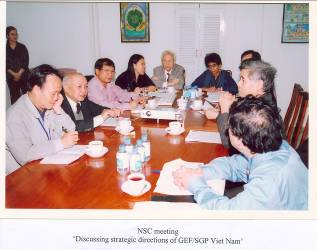 NSC meeting
'Discussing strategic directions of GEF/SGP Viet Nam'